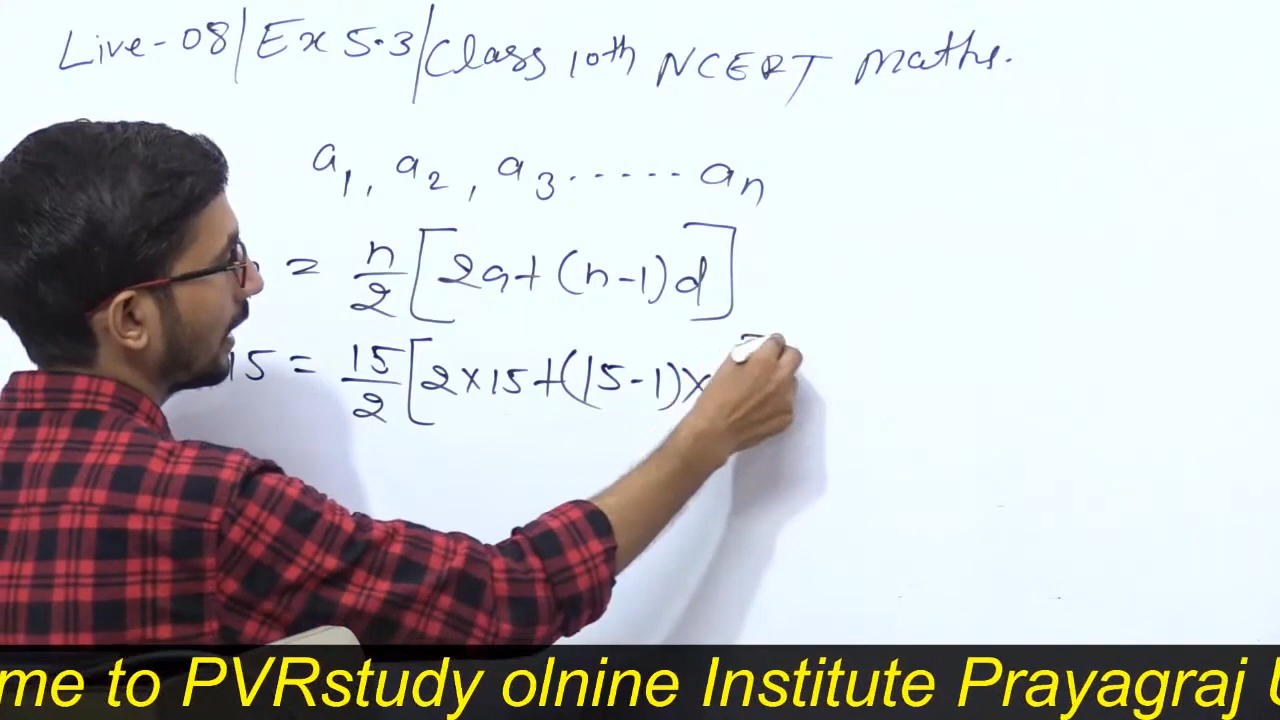 Live-08/Ex 5.3/Class 10th NCERT Maths.
a1, a2, a3...... an
= n/2 [2a+(n-1)d]
15 = 15/2 [2×15+(15-1)×
me to PVRstudy olnine Institute Prayagraj U